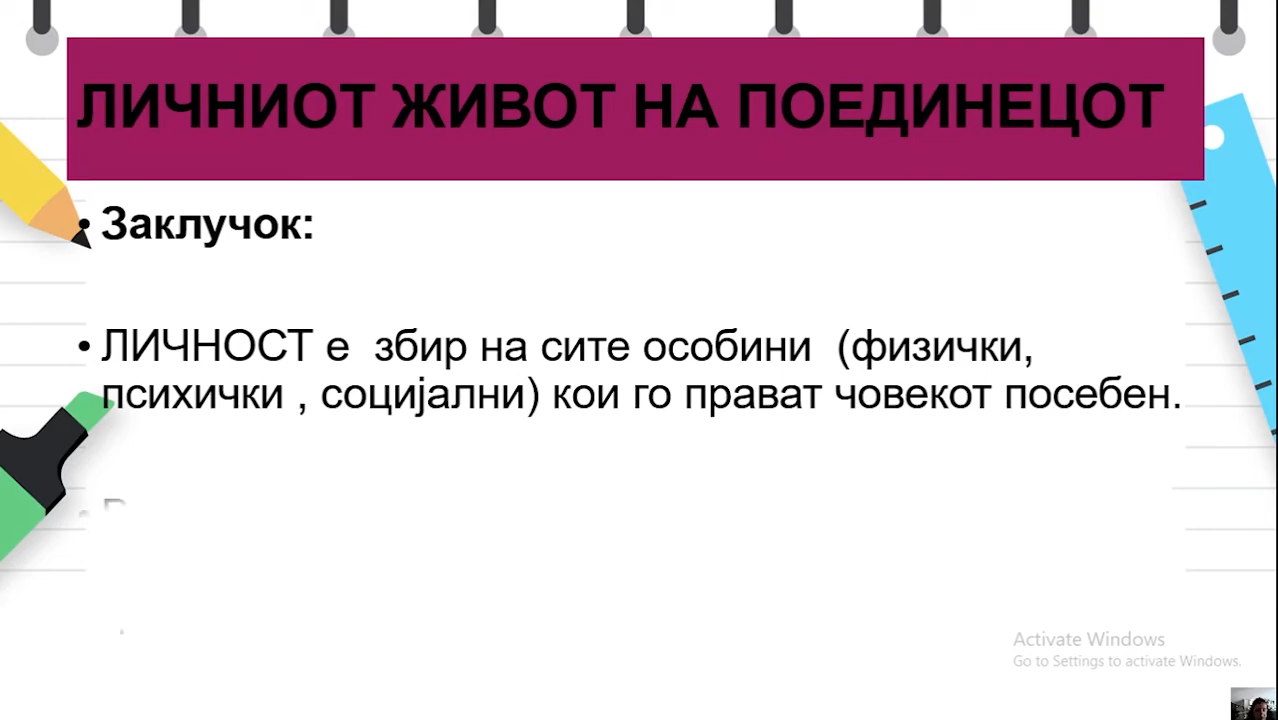 ЛИЧНИОТ ЖИВОТ НА ПОЕДИНЕЦОТ
• Заклучок:
• ЛИЧНОСТ е збир на сите особини (физички,
психички , социјални) кои го прават човекот посебен.
Activate Windows
Go to Settings to activate Windows.